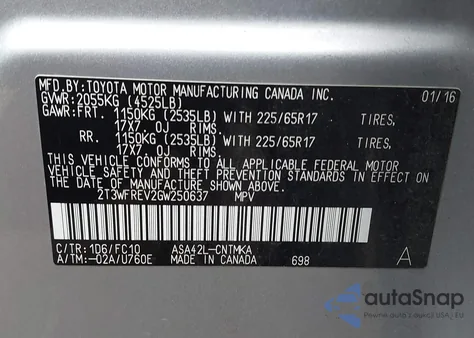 MFD.BY:TOYOTA MOTOR MANUFACTURING CANADA INC.
GVWR:2055KG (4525LB) 01/16
GAWR:FRT. 1150KG (2535LB) WITH 225/65R17 TIRES,
17X7 OJ RIMS.
RR. 1150KG (2535LB) WITH 225/65R17 TIRES,
17X7 OJ RIMS.
THIS VEHICLE CONFORMS TO ALL APPLICABLE FEDERAL MOTOR
VEHICLE SAFETY AND THEFT PREVENTION STANDARDS IN
EFFECT ON THE DATE OF MANUFACTURE SHOWN ABOVE.
2T3WFREV2GW250637 MPV
C/TR:1D6/FC10 ASA42L-CNTMKA A
A/TM:-02A/U760E MADE IN CANADA 698
autoSnap